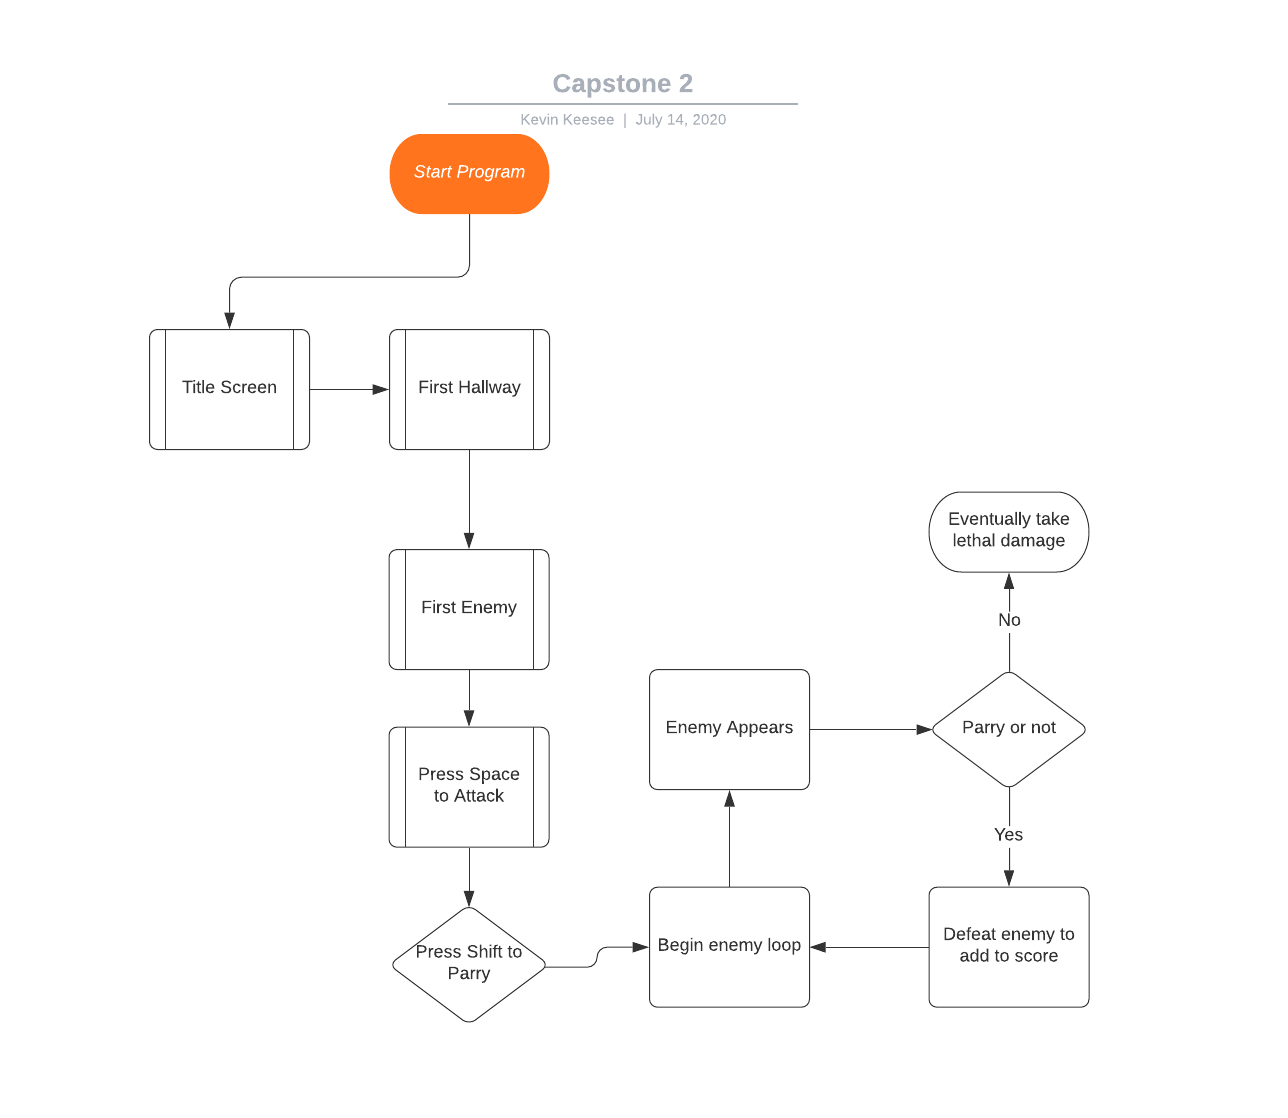 Capstone 2
Kevin Keesee | July 14, 2020
Start Program
Title Screen
First Hallway
First Enemy
Press Space
to Attack
Press Shift to
Parry
Begin enemy loop
Enemy Appears
Parry or not
No
Eventually take
lethal damage
Yes
Defeat enemy to
add to score